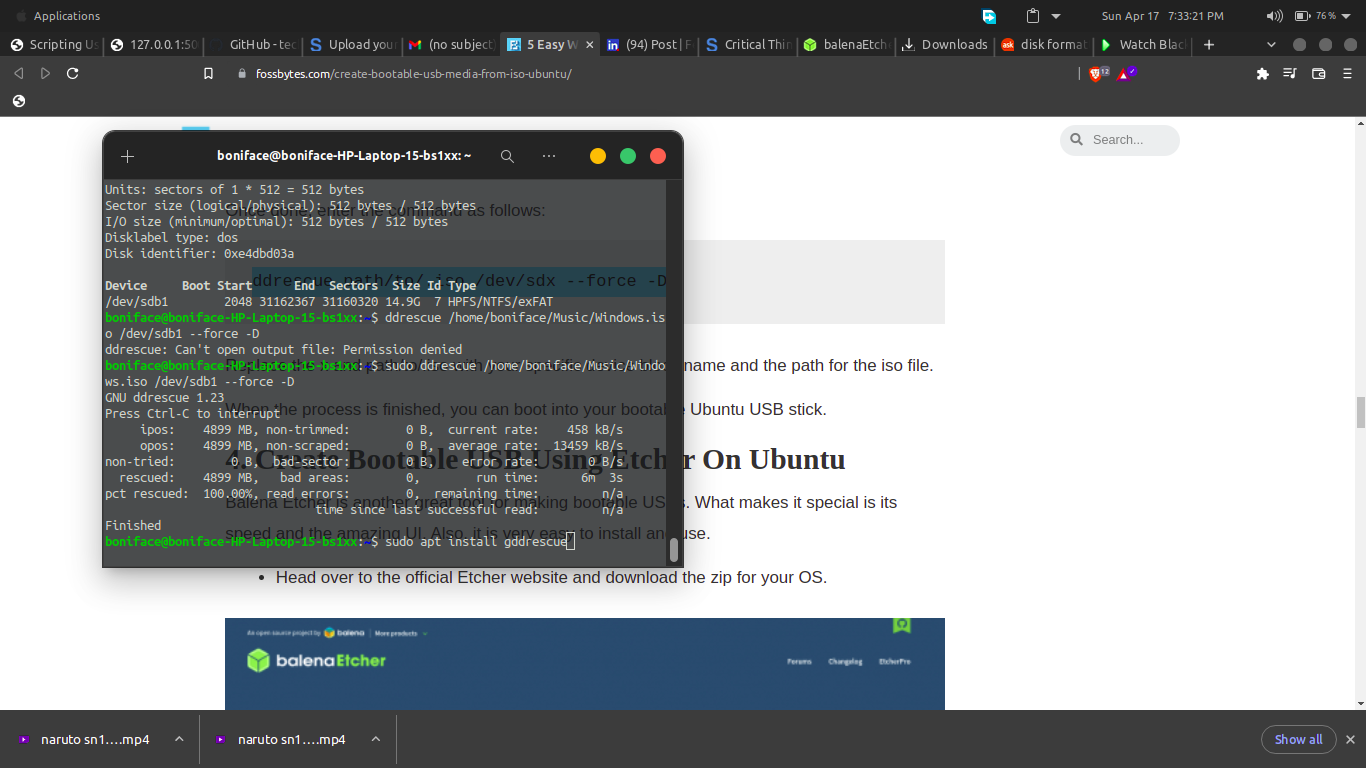 Applications
Sun Apr 17 7:33:21 PM
76 %
Scripting Us
127.0.0.1:50
GitHub - tec
Upload your
(no subject)
5 Easy W
(94) Post | F
Critical Thin
balenaEtche
Downloads
disk format
Watch Blac
fossbytes.com/create-bootable-usb-media-from-iso-ubuntu/
12
Search...
boniface@boniface-HP-Laptop-15-bs1xx: ~
Units: sectors of 1 * 512 = 512 bytes
Sector size (logical/physical): 512 bytes / 512 bytes
I/O size (minimum/optimal): 512 bytes / 512 bytes
Disklabel type: dos
Disk identifier: 0xe4dbd03a
Device Boot Start End Sectors Size Id Type
/dev/sdb1 2048 31162367 31160320 14.9G 7 HPFS/NTFS/exFAT
boniface@boniface-HP-Laptop-15-bs1xx:~$ ddrescue /home/boniface/Music/Windows.is
o /dev/sdb1 --force -D
ddrescue: Can't open output file: Permission denied
boniface@boniface-HP-Laptop-15-bs1xx:~$ sudo ddrescue /home/boniface/Music/Windo
ws.iso /dev/sdb1 --force -D
GNU ddrescue 1.23
Press Ctrl-C to interrupt
ipos: 4899 MB, non-trimmed: 0 B, current rate: 458 kB/s
opos: 4899 MB, non-scraped: 0 B, average rate: 13459 kB/s
non-tried: 0 B, bad-sector: 0 B, error rate: 0 B/s
rescued: 4899 MB, bad areas: 0, run time: 6m 3s
pct rescued: 100.00%, read errors: 0, remaining time: n/a
time since last successful read: n/a
Finished
boniface@boniface-HP-Laptop-15-bs1xx:~$ sudo apt install gddrescue
Once done, enter the command as follows:
ddrescue path/to/.iso /dev/sdx --force -D
name and the path for the iso file.
When the process is finished, you can boot into your bootable Ubuntu USB stick.
4. Create Bootable USB Using Etcher On Ubuntu
Balena Etcher is another great tool for making bootable USBs. What makes it special is its
speed and the amazing UI. Also, it is very easy to install and use.
• Head over to the official Etcher website and download the zip for your OS.
An open source project by balena | More products
balenaEtcher
Forums Changelog EtcherPro
naruto sn1....mp4
naruto sn1....mp4
Show all